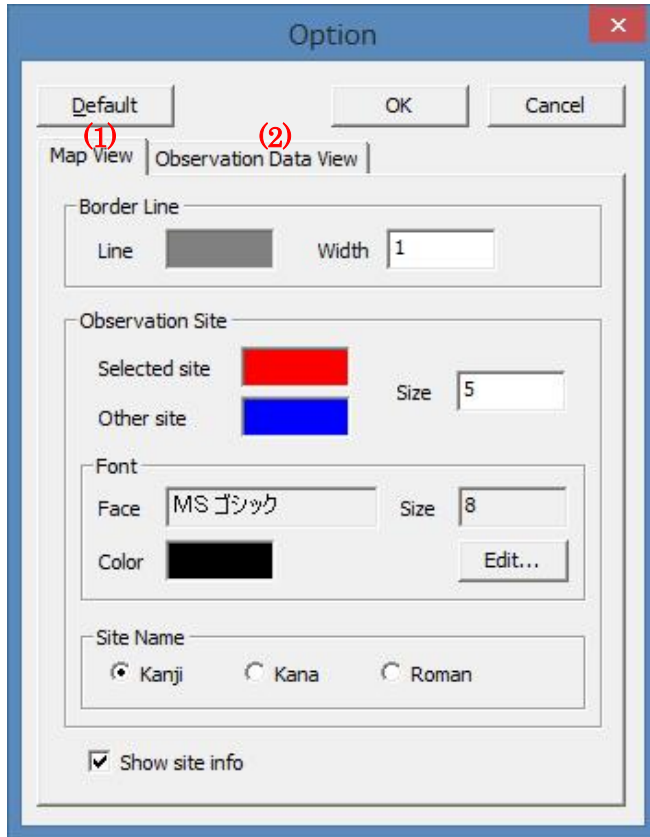 Option
Default OK Cancel
(1) (2)
Map View Observation Data View
Border Line
Line Width 1
Observation Site
Selected site
Size 5
Other site
Font
Face MS ゴシック Size 8
Color Edit...
Site Name
Kanji Kana Roman
Show site info